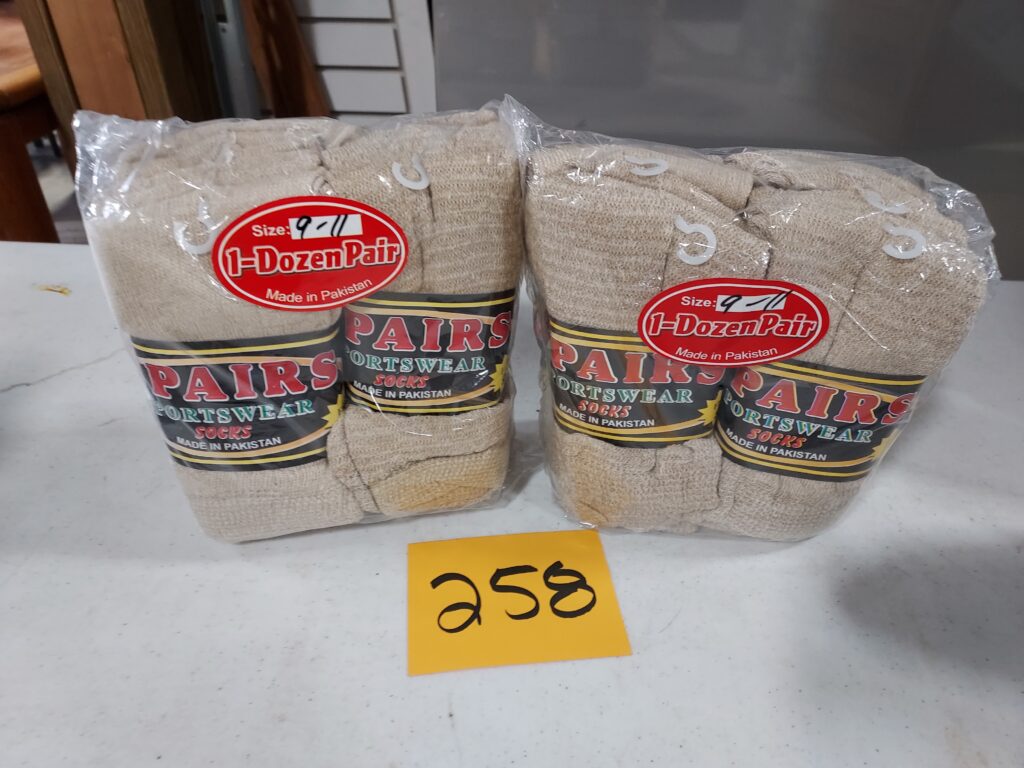 Size: 9-11
1-Dozen Pair
Made in Pakistan
PAIRS
PORTSWEAR
SOCKS
MADE IN PAKISTAN
PAIRS
PORTSWEAR
SOCKS
MADE IN PAKISTAN
Size: 9-11
1-Dozen Pair
Made in Pakistan
PAIRS
PORTSWEAR
SOCKS
MADE IN PAKISTAN
PAIRS
PORTSWEAR
SOCKS
MADE IN PAKISTAN
258